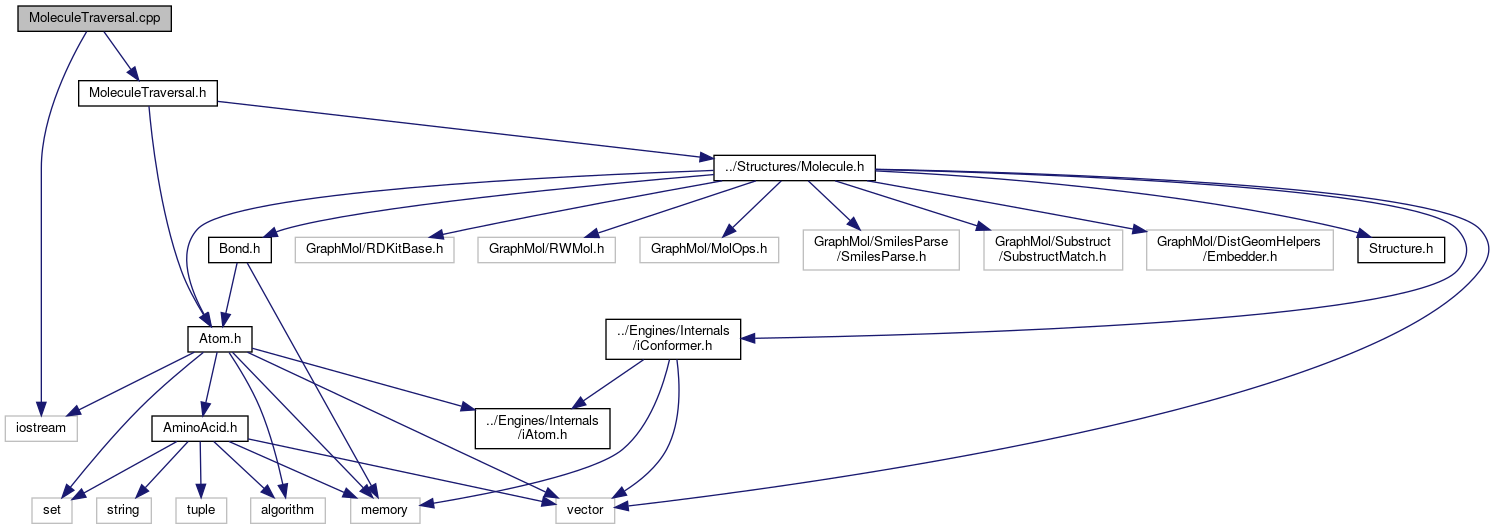 MoleculeTraversal.cpp
MoleculeTraversal.h
../Structures/Molecule.h
Bond.h
GraphMol/RDKitBase.h
GraphMol/RWMol.h
GraphMol/MolOps.h
GraphMol/SmilesParse
/SmilesParse.h
GraphMol/Substruct
/SubstructMatch.h
GraphMol/DistGeomHelpers
/Embedder.h
Structure.h
Atom.h
../Engines/Internals
/iConformer.h
iostream
AminoAcid.h
../Engines/Internals
/iAtom.h
set
string
tuple
algorithm
memory
vector